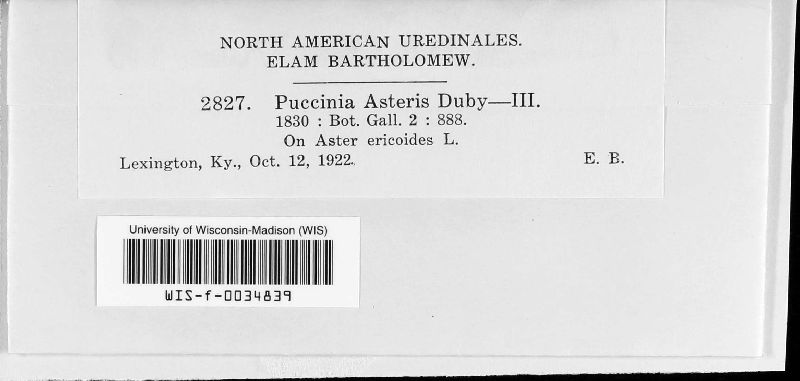 NORTH AMERICAN UREDINALES.
ELAM BARTHOLOMEW.
2827. Puccinia Asteris Duby—III.
1830 : Bot. Gall. 2 : 888.
On Aster ericoides L.
Lexington, Ky., Oct. 12, 1922. E. B.
University of Wisconsin-Madison (WIS)
WIS-f-0034839